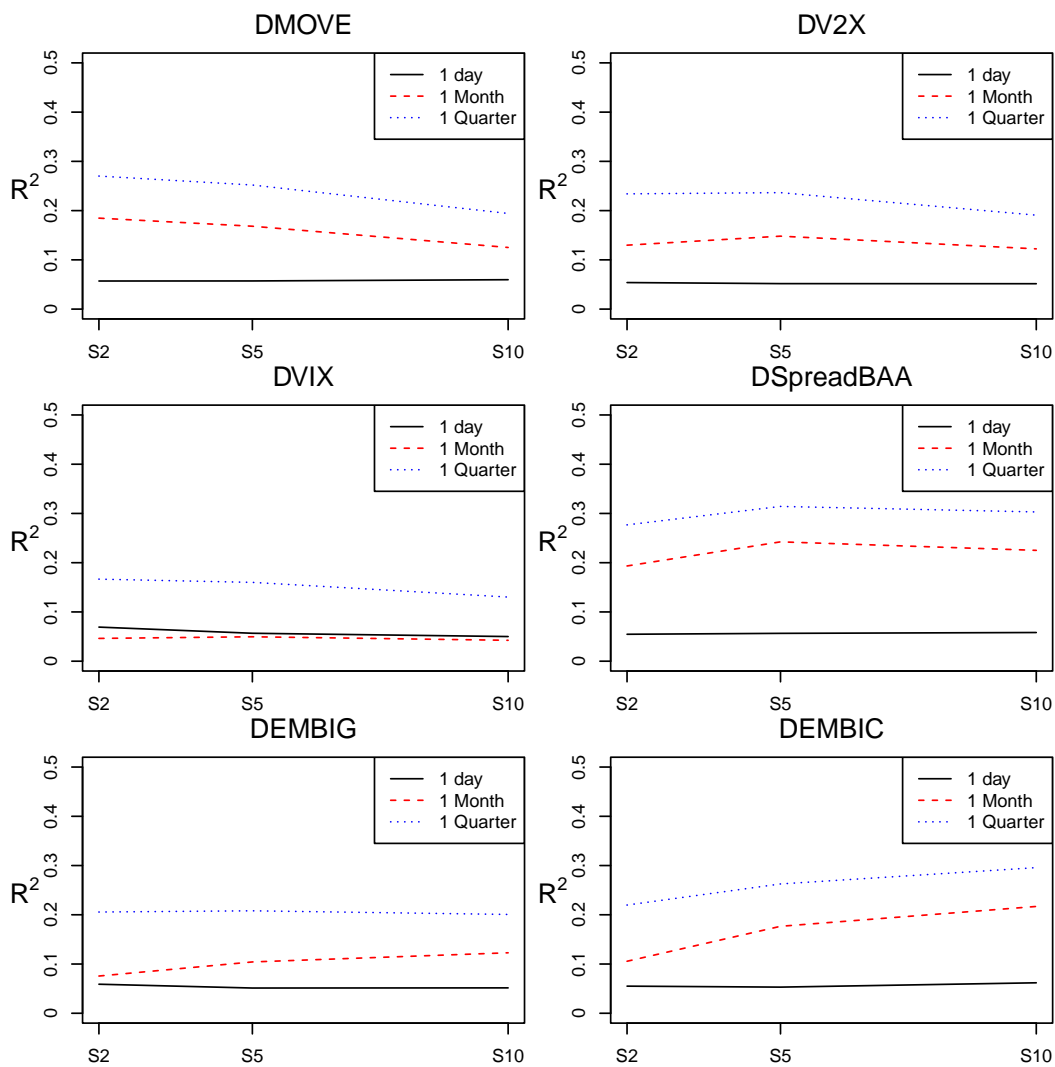 DMOVE
R2
0.5
0.4
0.3
0.2
0.1
0
1 day
1 Month
1 Quarter
S2 S5 S10
DV2X
R2
0.5
0.4
0.3
0.2
0.1
0
1 day
1 Month
1 Quarter
S2 S5 S10
DVIX
R2
0.5
0.4
0.3
0.2
0.1
0
1 day
1 Month
1 Quarter
S2 S5 S10
DSpreadBAA
R2
0.5
0.4
0.3
0.2
0.1
0
1 day
1 Month
1 Quarter
S2 S5 S10
DEMBIG
R2
0.5
0.4
0.3
0.2
0.1
0
1 day
1 Month
1 Quarter
S2 S5 S10
DEMBIC
R2
0.5
0.4
0.3
0.2
0.1
0
1 day
1 Month
1 Quarter
S2 S5 S10